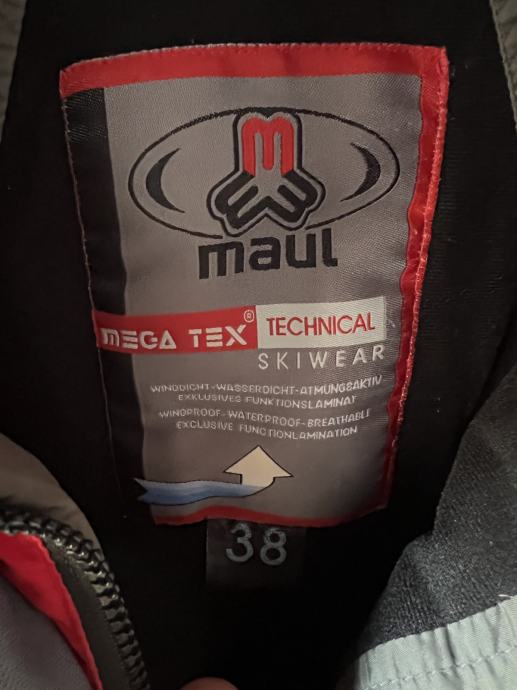 maul
MEGA TEX® TECHNICAL
SKIWEAR
WINDDICHT-WASSERDICHT-ATMUNGSAKTIV
EXKLUSIVES FUNKTIONSLAMINAT
WINDPROOF-WATERPROOF-BREATHABLE
EXCLUSIVE FUNCTIONLAMINATION
38